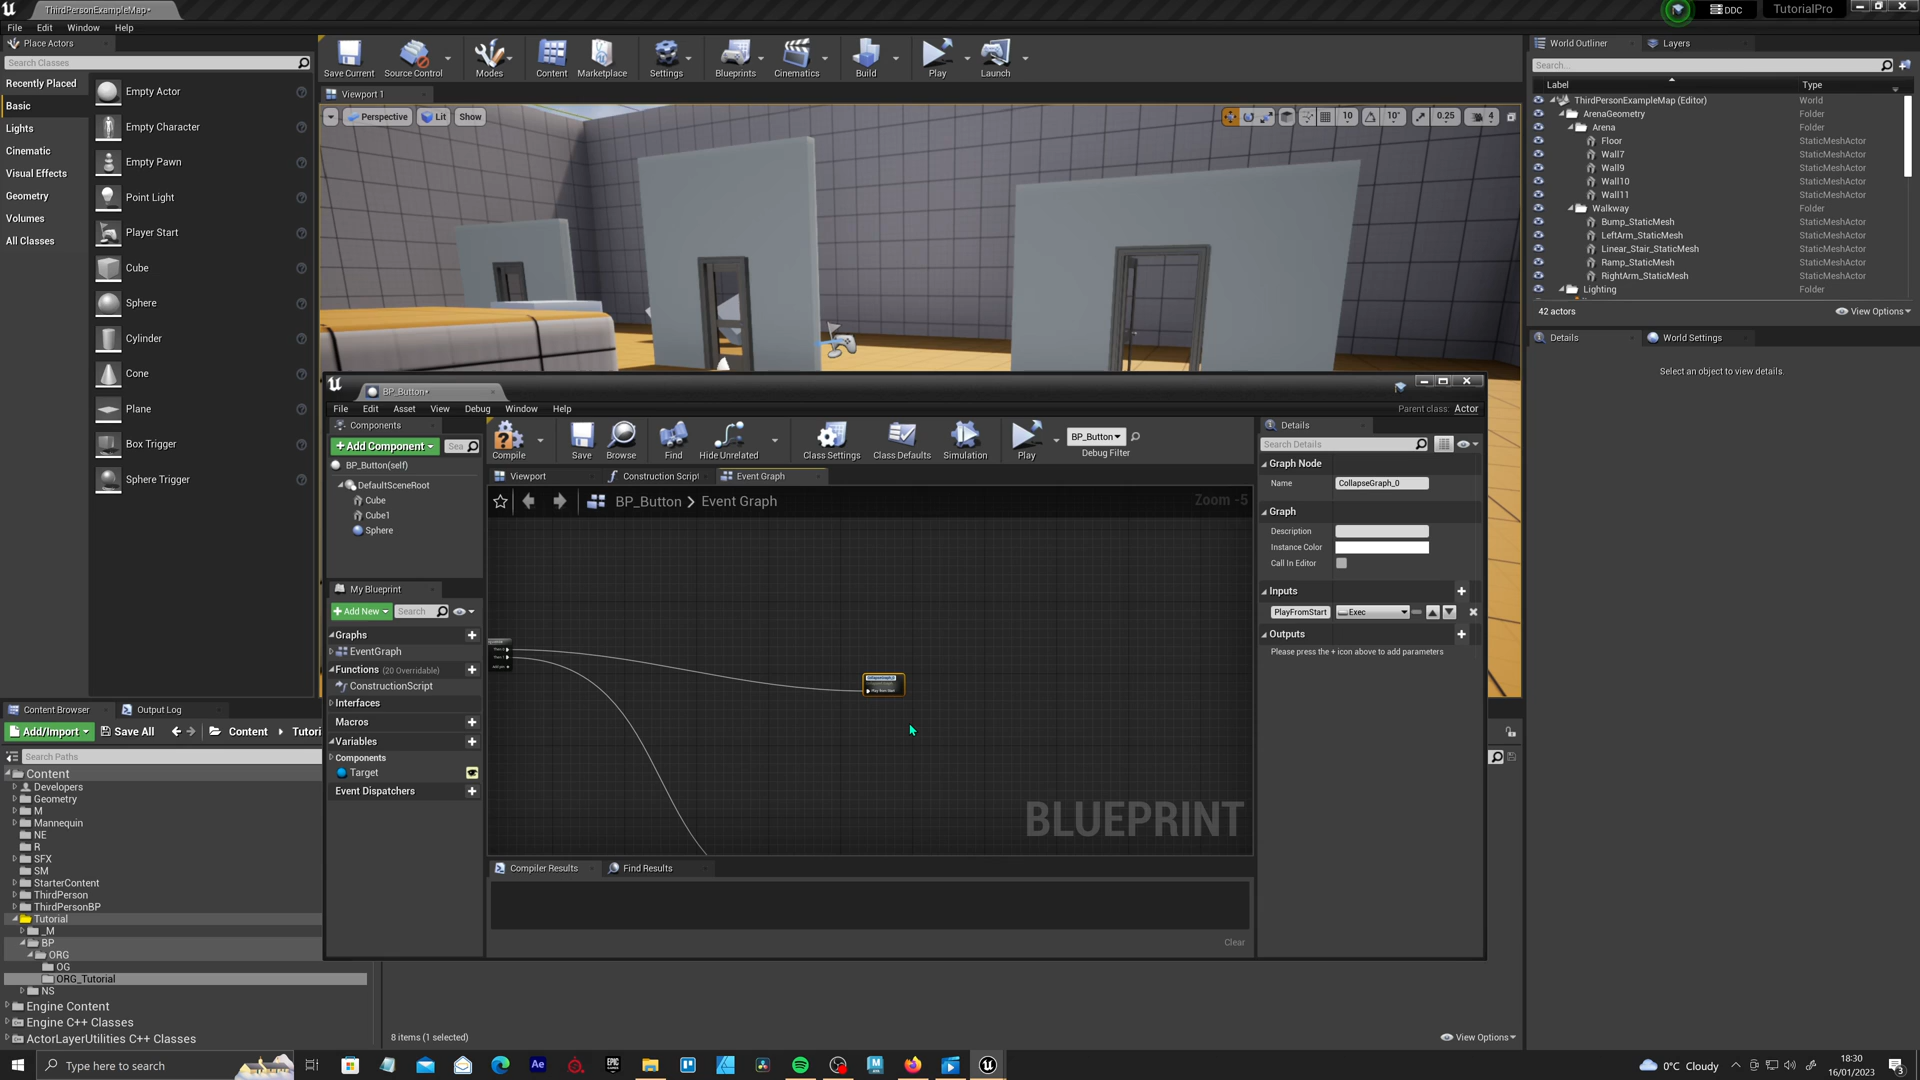 ThirdPersonExampleMap•
DDC
TutorialPro
File Edit Window Help
Place Actors
Search Classes
Recently Placed
Basic
Lights
Cinematic
Visual Effects
Geometry
Volumes
All Classes
Empty Actor
Empty Character
Empty Pawn
Point Light
Player Start
Cube
Sphere
Cylinder
Cone
Plane
Box Trigger
Sphere Trigger
Save Current
Source Control
Modes
Content
Marketplace
Settings
Blueprints
Cinematics
Build
Play
Launch
Viewport 1
Perspective
Lit
Show
10
10°
0.25
4
World Outliner
Layers
Search...
Label Type
ThirdPersonExampleMap (Editor) World
ArenaGeometry Folder
Arena Folder
Floor StaticMeshActor
Wall7 StaticMeshActor
Wall9 StaticMeshActor
Wall10 StaticMeshActor
Wall11 StaticMeshActor
Walkway Folder
Bump_StaticMesh StaticMeshActor
LeftArm_StaticMesh StaticMeshActor
Linear_Stair_StaticMesh StaticMeshActor
Ramp_StaticMesh StaticMeshActor
RightArm_StaticMesh StaticMeshActor
Lighting Folder
42 actors
View Options
Details
World Settings
Select an object to view details.
BP_Button•
File Edit Asset View Debug Window Help
Parent class: Actor
Components
+Add Component
Sea
BP_Button(self)
DefaultSceneRoot
Cube
Cube1
Sphere
My Blueprint
+Add New
Search
Graphs
EventGraph
Functions (20 Overridable)
ConstructionScript
Interfaces
Macros
Variables
Components
Target
Event Dispatchers
Compile
Save
Browse
Find
Hide Unrelated
Class Settings
Class Defaults
Simulation
Play
BP_Button
Debug Filter
Viewport
Construction Script
Event Graph
BP_Button > Event Graph
Zoom -5
BLUEPRINT
Compiler Results
Find Results
Clear
Details
Search Details
Graph Node
Name CollapseGraph_0
Graph
Description
Instance Color
Call In Editor
Inputs
PlayFromStart Exec
Outputs
Please press the + icon above to add parameters
Content Browser
Output Log
Add/Import
Save All
Content
Tutori
Search Paths
Content
Developers
Geometry
M
Mannequin
NE
R
SFX
SM
StarterContent
ThirdPerson
ThirdPersonBP
Tutorial
_M
BP
ORG
OG
ORG_Tutorial
NS
Engine Content
Engine C++ Classes
ActorLayerUtilities C++ Classes
8 items (1 selected)
View Options
Type here to search
Ae
EPIC
0°C Cloudy
18:30
16/01/2023
3